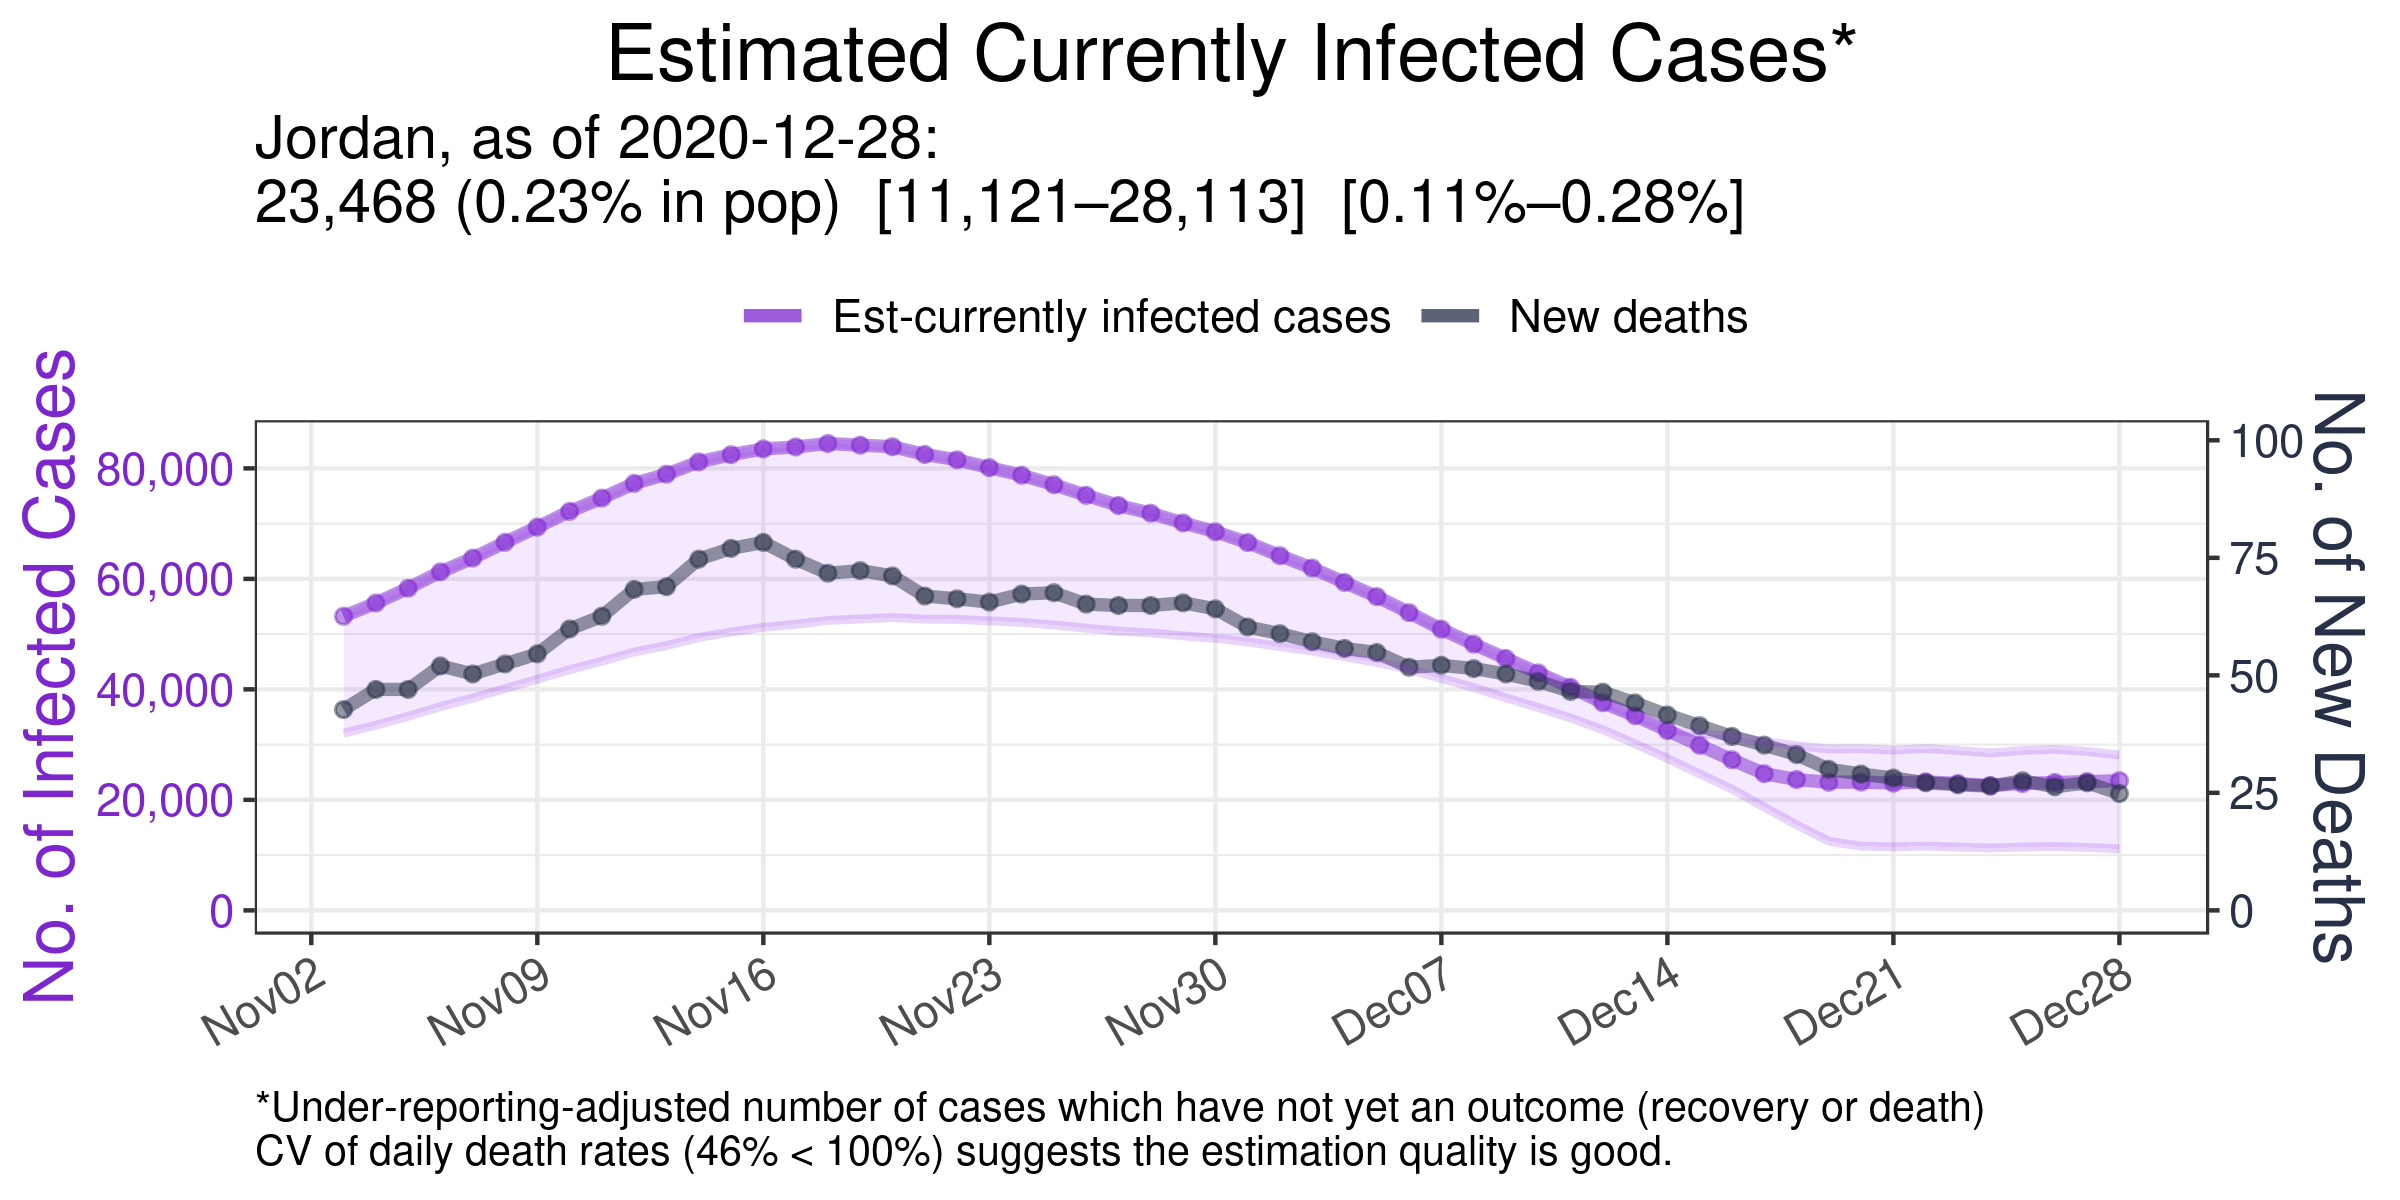 Estimated Currently Infected Cases*
Jordan, as of 2020-12-28:
23,468 (0.23% in pop)  [11,121–28,113]  [0.11%–0.28%]
Est-currently infected cases
New deaths
No. of Infected Cases
80,000
60,000
40,000
20,000
0
100
75
50
25
0
No. of New Deaths
Nov02
Nov09
Nov16
Nov23
Nov30
Dec07
Dec14
Dec21
Dec28
*Under-reporting-adjusted number of cases which have not yet an outcome (recovery or death)
CV of daily death rates (46% < 100%) suggests the estimation quality is good.